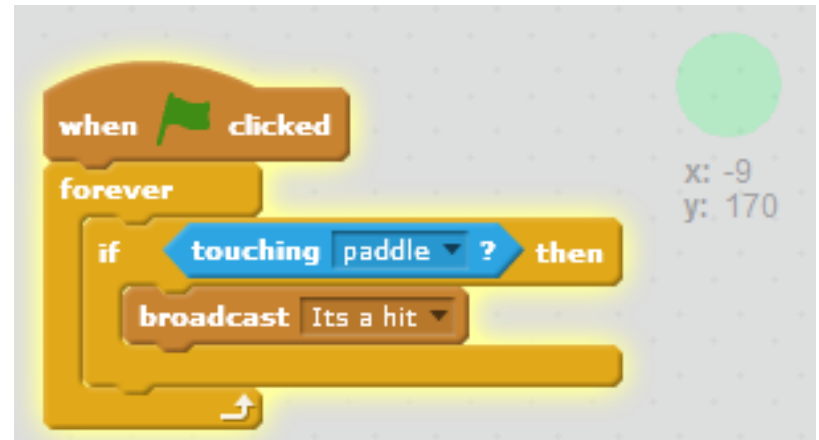 when clicked
forever
if touching paddle ? then
broadcast Its a hit
x: -9
y: 170